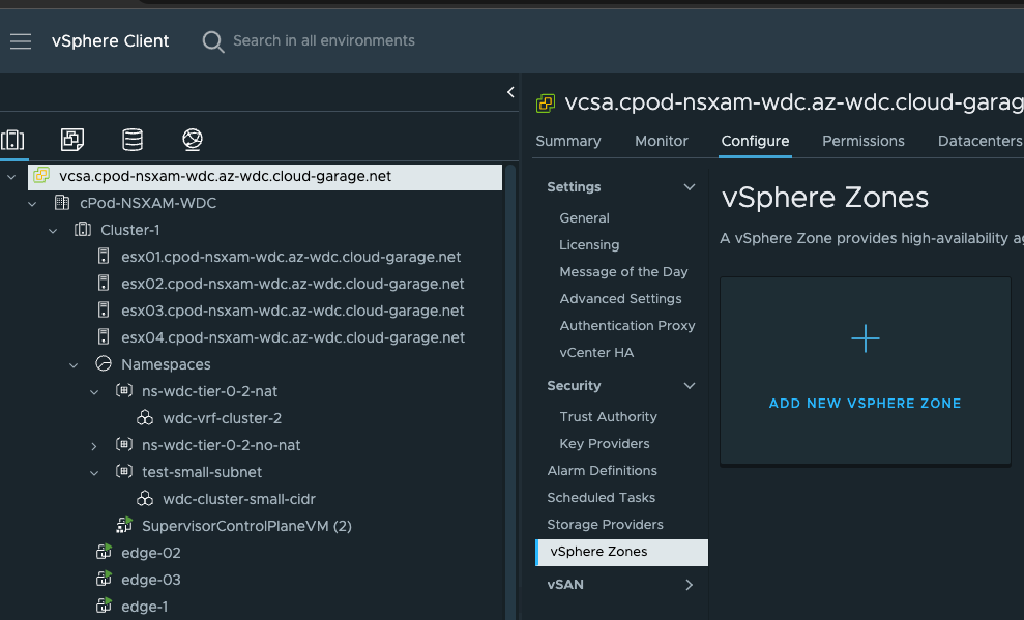 vSphere Client
Search in all environments
vcsa.cpod-nsxam-wdc.az-wdc.cloud-garage.net
cPod-NSXAM-WDC
Cluster-1
esx01.cpod-nsxam-wdc.az-wdc.cloud-garage.net
esx02.cpod-nsxam-wdc.az-wdc.cloud-garage.net
esx03.cpod-nsxam-wdc.az-wdc.cloud-garage.net
esx04.cpod-nsxam-wdc.az-wdc.cloud-garage.net
Namespaces
ns-wdc-tier-0-2-nat
wdc-vrf-cluster-2
ns-wdc-tier-0-2-no-nat
test-small-subnet
wdc-cluster-small-cidr
SupervisorControlPlaneVM (2)
edge-02
edge-03
edge-1
vcsa.cpod-nsxam-wdc.az-wdc.cloud-garag
Summary
Monitor
Configure
Permissions
Datacenters
Settings
General
Licensing
Message of the Day
Advanced Settings
Authentication Proxy
vCenter HA
Security
Trust Authority
Key Providers
Alarm Definitions
Scheduled Tasks
Storage Providers
vSphere Zones
vSAN
vSphere Zones
A vSphere Zone provides high-availability ag
ADD NEW VSPHERE ZONE